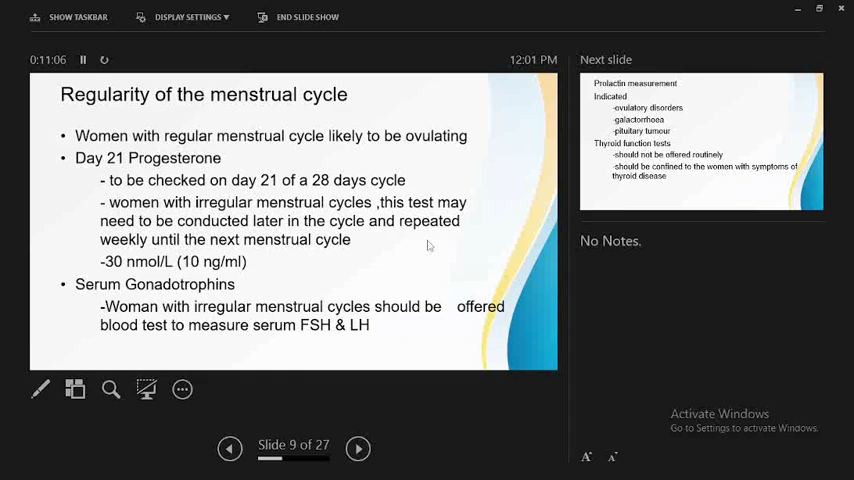 SHOW TASKBAR
DISPLAY SETTINGS ▼
END SLIDE SHOW
0:11:06
12:01 PM
Regularity of the menstrual cycle
• Women with regular menstrual cycle likely to be ovulating
• Day 21 Progesterone
- to be checked on day 21 of a 28 days cycle
- women with irregular menstrual cycles ,this test may
need to be conducted later in the cycle and repeated
weekly until the next menstrual cycle
-30 nmol/L (10 ng/ml)
• Serum Gonadotrophins
-Woman with irregular menstrual cycles should be offered
blood test to measure serum FSH & LH
Slide 9 of 27
Next slide
Prolactin measurement
Indicated
-ovulatory disorders
-galactorrhoea
-pituitary tumour
Thyroid function tests
-should not be offered routinely
-should be confined to the women with symptoms of
thyroid disease
No Notes.
Activate Windows
Go to Settings to activate Windows.
A A